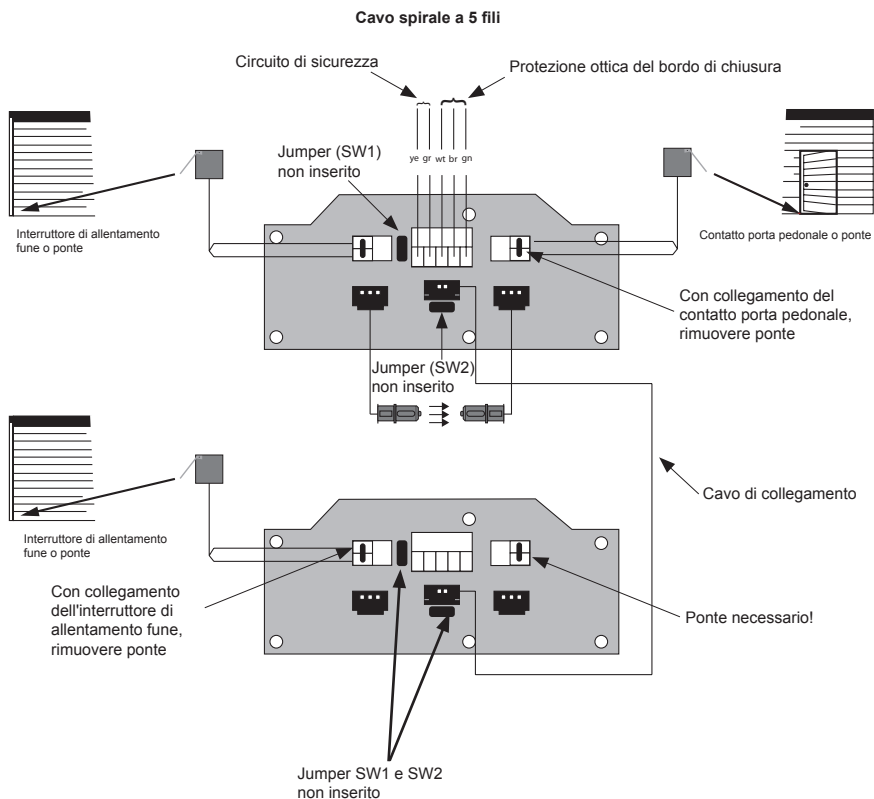 Cavo spirale a 5 fili
Circuito di sicurezza
Protezione ottica del bordo di chiusura
ye gr wt br gn
Jumper (SW1)
non inserito
Interruttore di allentamento
fune o ponte
Contatto porta pedonale o ponte
Con collegamento del
contatto porta pedonale,
rimuovere ponte
Jumper (SW2)
non inserito
Cavo di collegamento
Interruttore di allentamento
fune o ponte
Con collegamento
dell'interruttore di
allentamento fune,
rimuovere ponte
Ponte necessario!
Jumper SW1 e SW2
non inserito